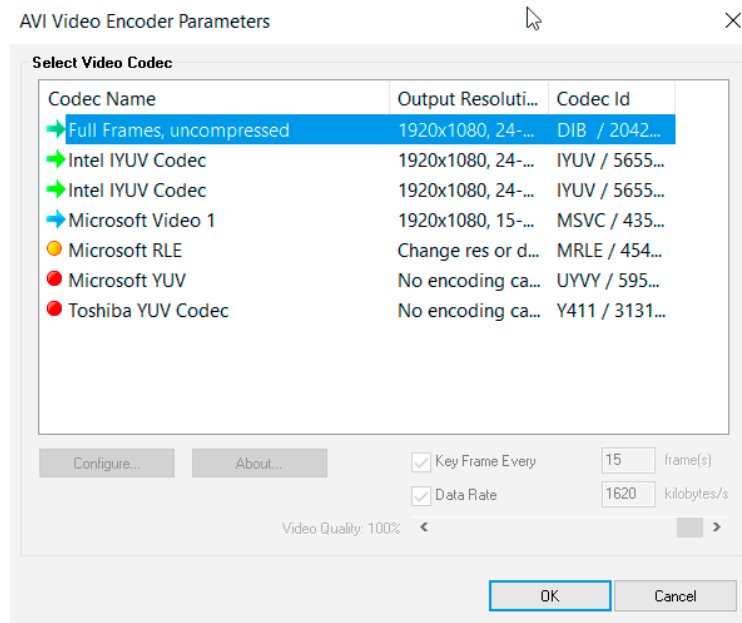 AVI Video Encoder Parameters
Select Video Codec
Codec Name Output Resoluti... Codec Id
Full Frames, uncompressed 1920x1080, 24-... DIB / 2042...
Intel IYUV Codec 1920x1080, 24-... IYUV / 5655...
Intel IYUV Codec 1920x1080, 24-... IYUV / 5655...
Microsoft Video 1 1920x1080, 15-... MSVC / 435...
Microsoft RLE Change res or d... MRLE / 454...
Microsoft YUV No encoding ca... UYVY / 595...
Toshiba YUV Codec No encoding ca... Y411 / 3131...
Configure... About... Key Frame Every 15 frame(s)
Data Rate 1620 kilobytes/s
Video Quality: 100%
OK Cancel